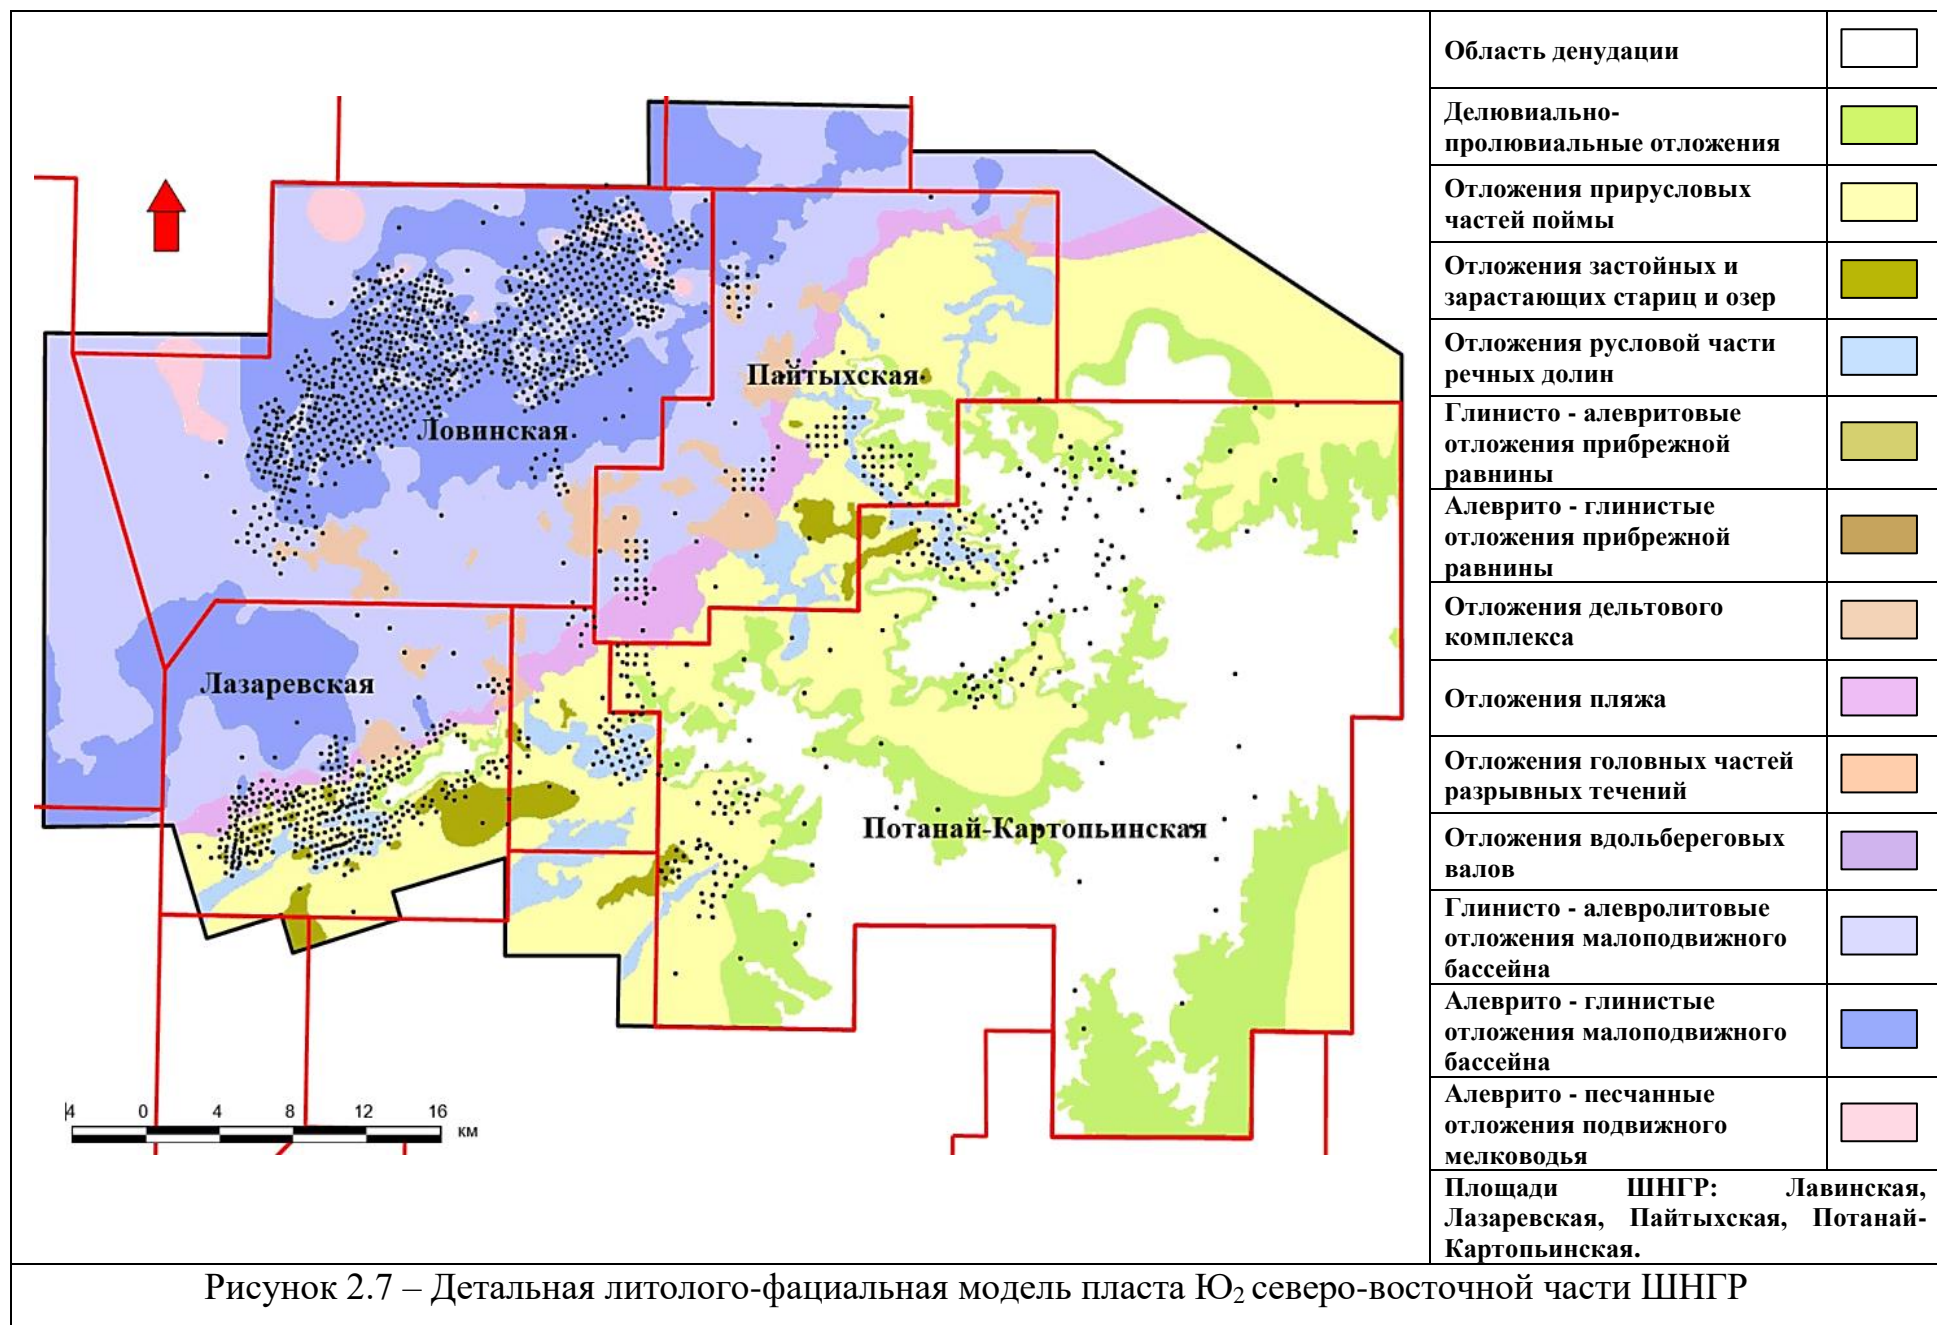 Область денудации
Делювиально-
пролювиальные отложения
Отложения прирусловых
частей поймы
Отложения застойных и
зарастающих стариц и озер
Отложения русловой части
речных долин
Глинисто - алевритовые
отложения прибрежной
равнины
Алеврито - глинистые
отложения прибрежной
равнины
Отложения дельтового
комплекса
Отложения пляжа
Отложения головных частей
разрывных течений
Отложения вдольбереговых
валов
Глинисто - алевролитовые
отложения малоподвижного
бассейна
Алеврито - глинистые
отложения малоподвижного
бассейна
Алеврито - песчанные
отложения подвижного
мелководья
Площади ШНГР: Лавинская,
Лазаревская, Пайтыхская, Потанай-
Картопьинская.
Пайтыхская
Ловинская
Лазаревская
Потанай-Картопьинская
4 0 4 8 12 16
км
Рисунок 2.7 – Детальная литолого-фациальная модель пласта Ю₂ северо-восточной части ШНГР